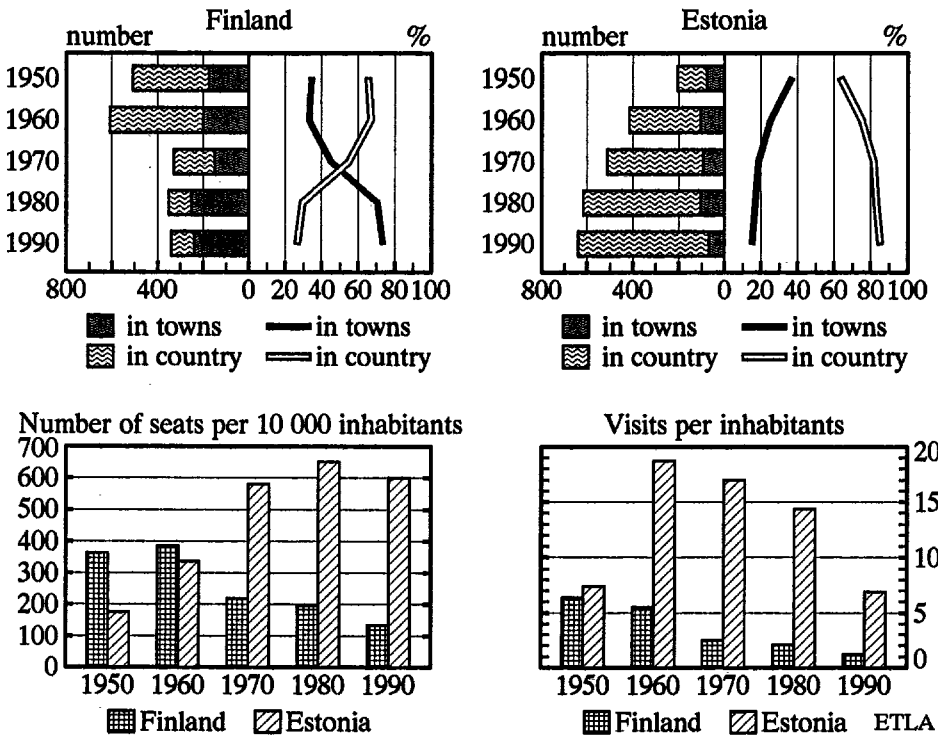 Finland
number %
1950
1960
1970
1980
1990
800 400 0 20 40 60 80 100
in towns in towns
in country in country
Estonia
number %
1950
1960
1970
1980
1990
800 400 0 20 40 60 80 100
in towns in towns
in country in country
Number of seats per 10 000 inhabitants
700
600
500
400
300
200
100
0
1950 1960 1970 1980 1990
Finland Estonia
Visits per inhabitants
20
15
10
5
0
1950 1960 1970 1980 1990
Finland Estonia ETLA